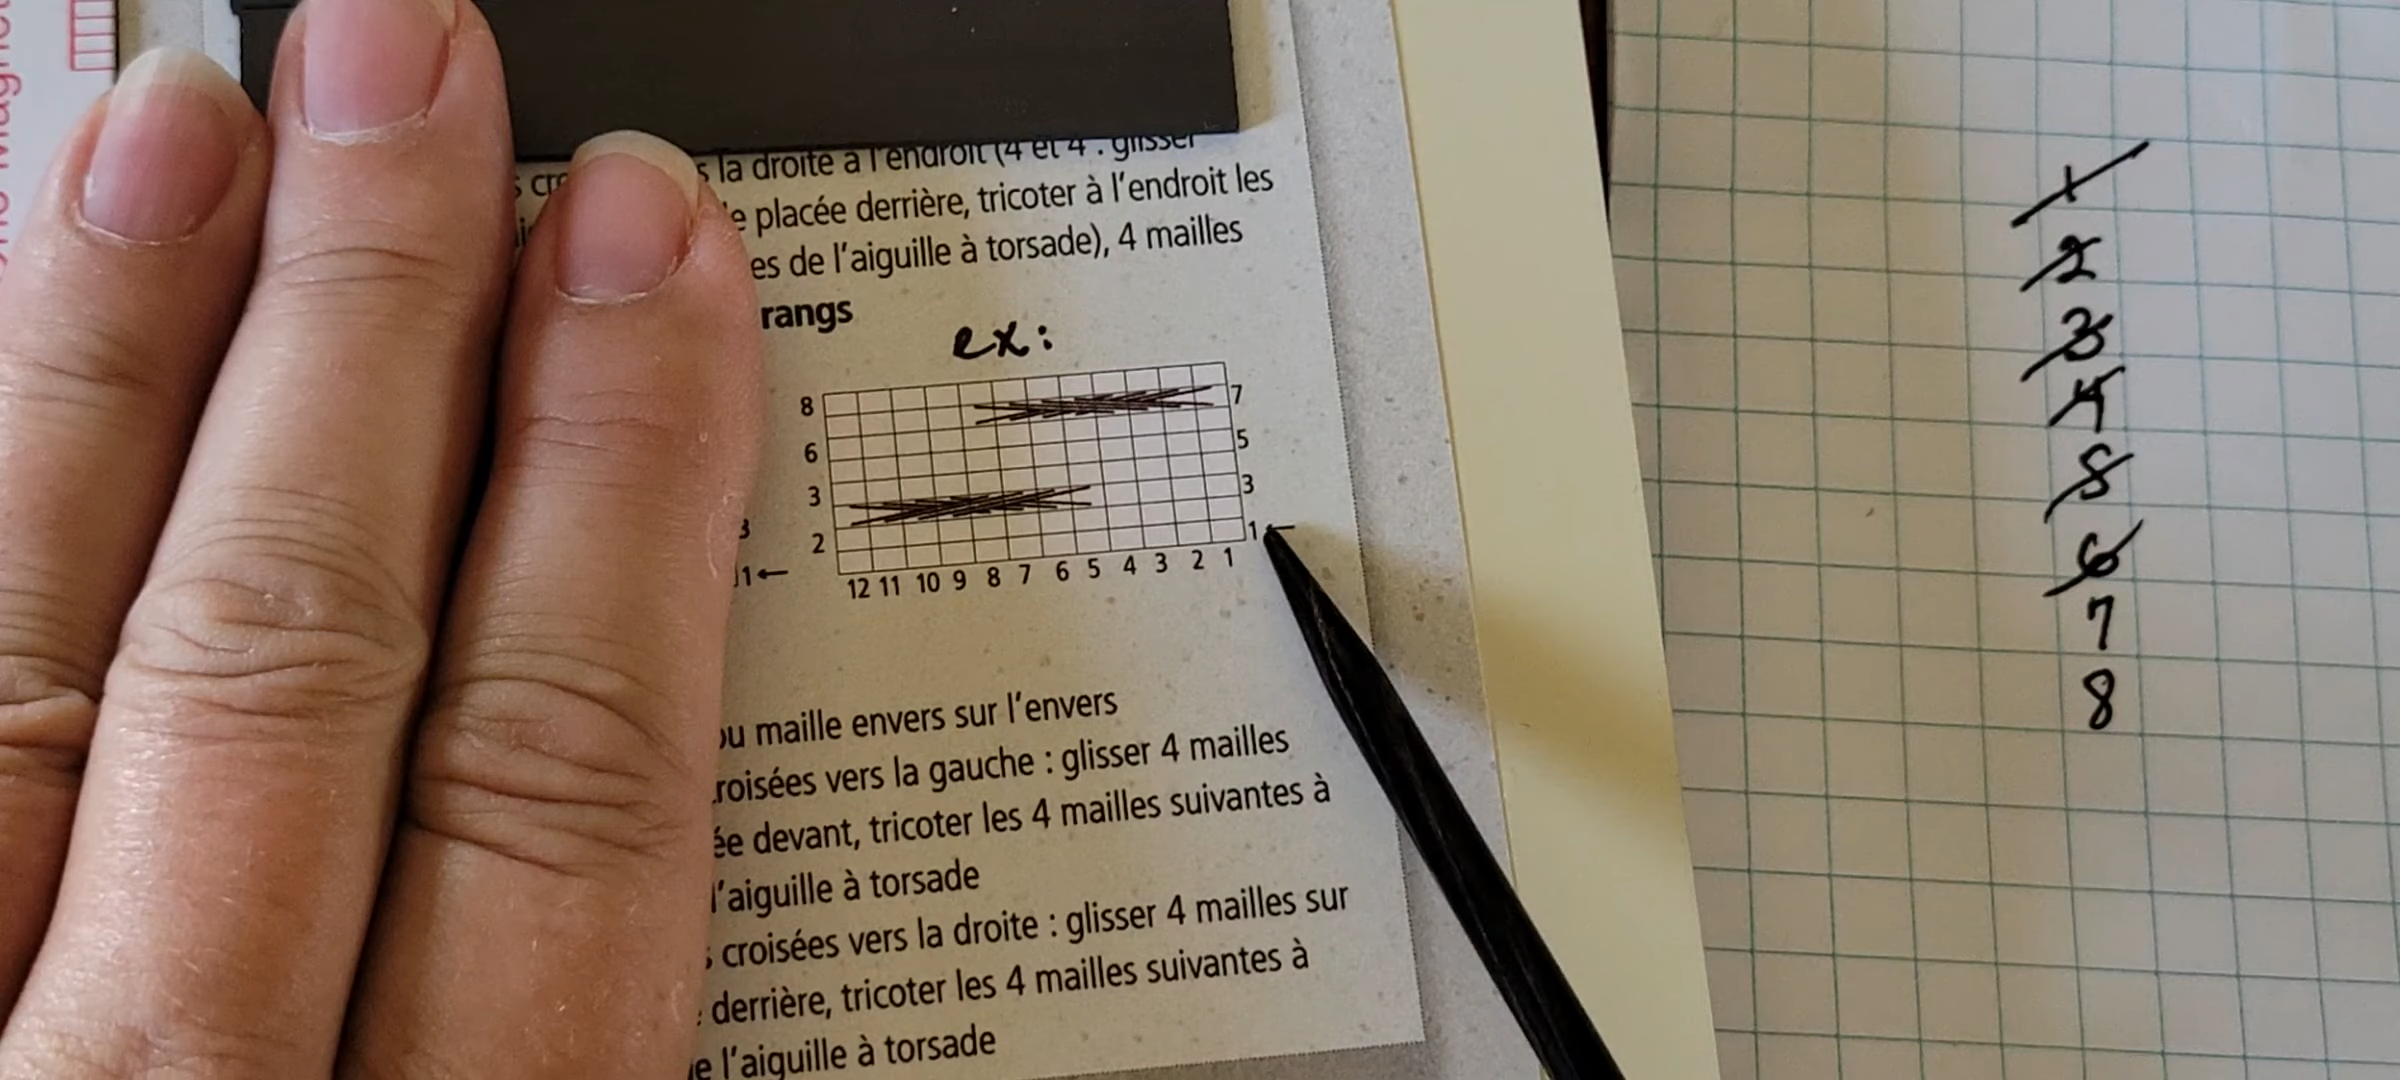 la droite à l'endroit (4 et 4 : glisser
placée derrière, tricoter à l'endroit les
de l'aiguille à torsade), 4 mailles
rangs
ex:
8 7
6 5
3 3
2 1←
12 11 10 9 8 7 6 5 4 3 2 1
3
1←
maille envers sur l'envers
croisées vers la gauche : glisser 4 mailles
devant, tricoter les 4 mailles suivantes à
l'aiguille à torsade
croisées vers la droite : glisser 4 mailles sur
derrière, tricoter les 4 mailles suivantes à
l'aiguille à torsade
1
2
3
4
5
6
7
8